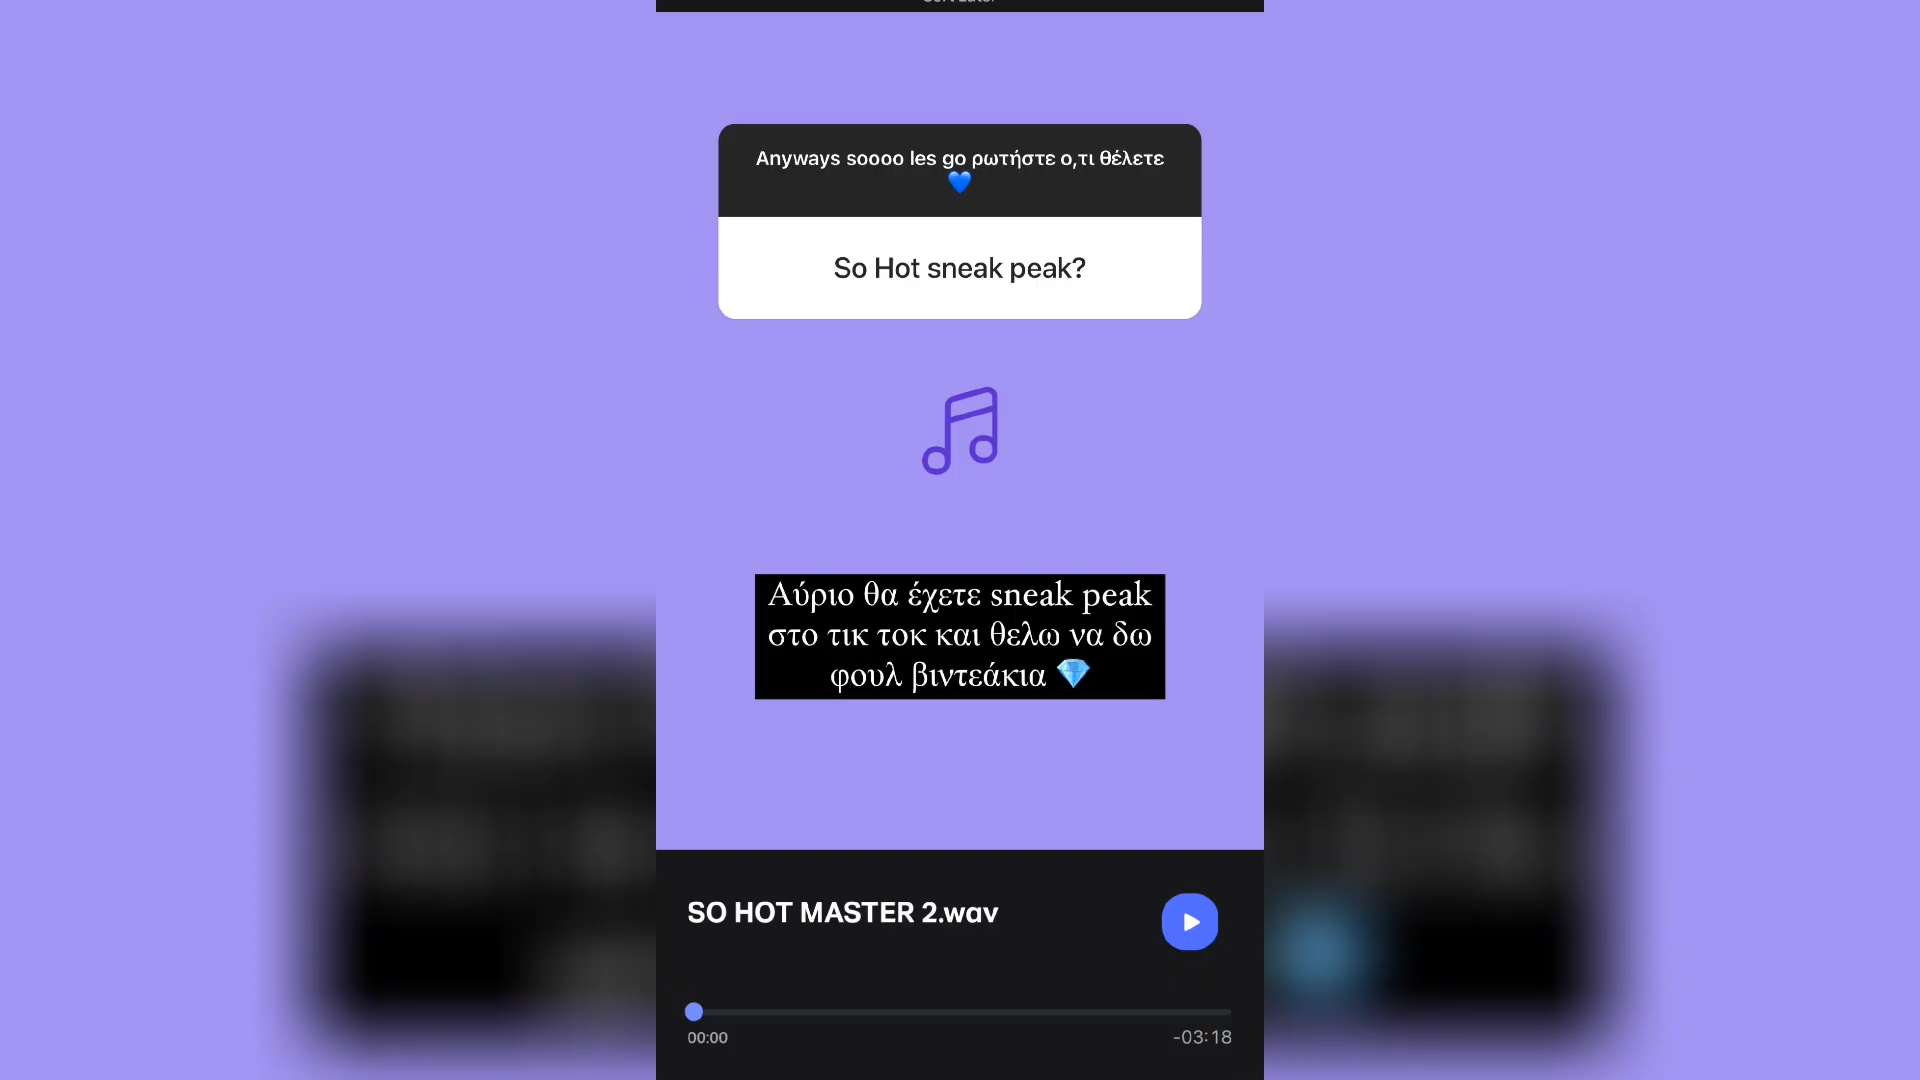 Anyways soooo les go ρωτήστε ο,τι θέλετε
💙
So Hot sneak peak?
Αύριο θα έχετε sneak peak
στο τικ τοκ και θελω να δω
φουλ βιντεάκια 💎
SO HOT MASTER 2.wav
00:00
-03:18